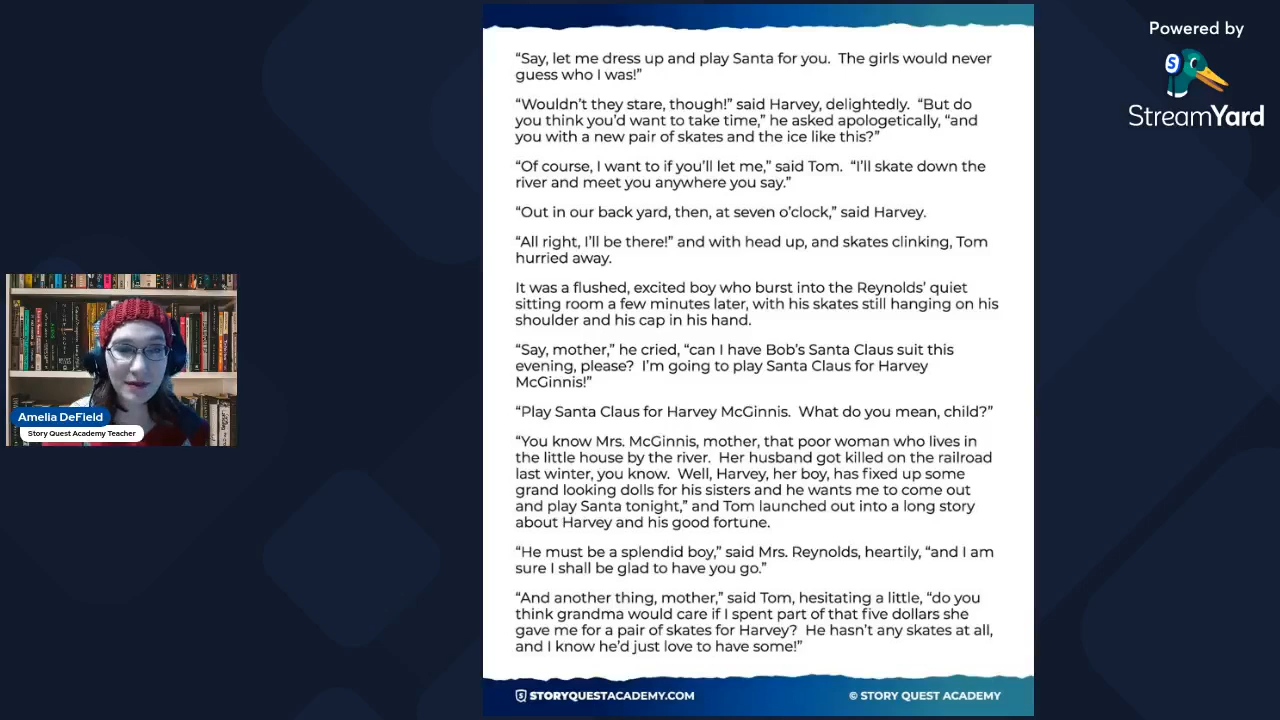 Powered by
StreamYard
“Say, let me dress up and play Santa for you.  The girls would never
guess who I was!”
“Wouldn’t they stare, though!” said Harvey, delightedly.  “But do
you think you’d want to take time,” he asked apologetically, “and
you with a new pair of skates and the ice like this?”
“Of course, I want to if you’ll let me,” said Tom.  “I’ll skate down the
river and meet you anywhere you say.”
“Out in our back yard, then, at seven o’clock,” said Harvey.
“All right, I’ll be there!” and with head up, and skates clinking, Tom
hurried away.
It was a flushed, excited boy who burst into the Reynolds’ quiet
sitting room a few minutes later, with his skates still hanging on his
shoulder and his cap in his hand.
“Say, mother,” he cried, “can I have Bob’s Santa Claus suit this
evening, please?  I’m going to play Santa Claus for Harvey
McGinnis!”
“Play Santa Claus for Harvey McGinnis.  What do you mean, child?”
“You know Mrs. McGinnis, mother, that poor woman who lives in
the little house by the river.  Her husband got killed on the railroad
last winter, you know.  Well, Harvey, her boy, has fixed up some
grand looking dolls for his sisters and he wants me to come out
and play Santa tonight,” and Tom launched out into a long story
about Harvey and his good fortune.
“He must be a splendid boy,” said Mrs. Reynolds, heartily, “and I am
sure I shall be glad to have you go.”
“And another thing, mother,” said Tom, hesitating a little, “do you
think grandma would care if I spent part of that five dollars she
gave me for a pair of skates for Harvey?  He hasn’t any skates at all,
and I know he’d just love to have some!”
STORYQUESTACADEMY.COM
© STORY QUEST ACADEMY
Amelia DeField
Story Quest Academy Teacher